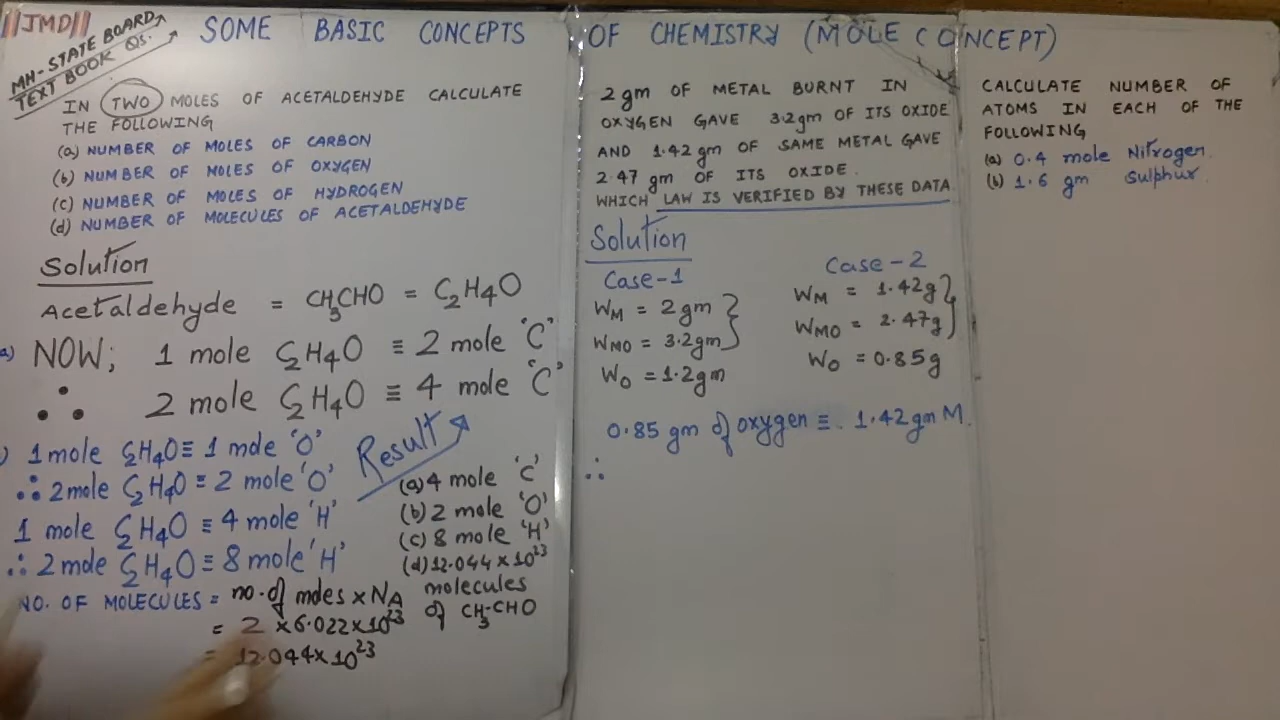 ||JMD||
MH-STATE BOARD
TEXT BOOK QS.
SOME BASIC CONCEPTS OF CHEMISTRY (MOLE CONCEPT)
IN TWO MOLES OF ACETALDEHYDE CALCULATE
THE FOLLOWING
(a) NUMBER OF MOLES OF CARBON
(b) NUMBER OF MOLES OF OXYGEN
(c) NUMBER OF MOLES OF HYDROGEN
(d) NUMBER OF MOLECULES OF ACETALDEHYDE
Solution
Acetaldehyde = CH₃CHO = C₂H₄O
a) NOW; 1 mole C₂H₄O ≡ 2 mole 'C'
∴ 2 mole C₂H₄O ≡ 4 mole 'C'
) 1 mole C₂H₄O ≡ 1 mole 'O'
∴ 2 mole C₂H₄O ≡ 2 mole 'O'
1 mole C₂H₄O ≡ 4 mole 'H'
∴ 2 mole C₂H₄O ≡ 8 mole 'H'
NO. OF MOLECULES = no. of moles × NA
= 2 × 6.022 × 10²³
= 12.044 × 10²³
Result
(a) 4 mole 'C'
(b) 2 mole 'O'
(c) 8 mole 'H'
(d) 12.044 × 10²³
molecules
of CH₃-CHO
2 gm OF METAL BURNT IN
OXYGEN GAVE 3.2 gm OF ITS OXIDE
AND 1.42 gm OF SAME METAL GAVE
2.47 gm OF ITS OXIDE.
WHICH LAW IS VERIFIED BY THESE DATA
Solution
Case-1
WM = 2 gm
WMO = 3.2 gm
WO = 1.2 gm
Case-2
WM = 1.42 g
WMO = 2.47 g
WO = 0.85 g
0.85 gm of oxygen ≡ 1.42 gm M.
∴
CALCULATE NUMBER OF
ATOMS IN EACH OF THE
FOLLOWING
(a) 0.4 mole Nitrogen.
(b) 1.6 gm Sulphur.